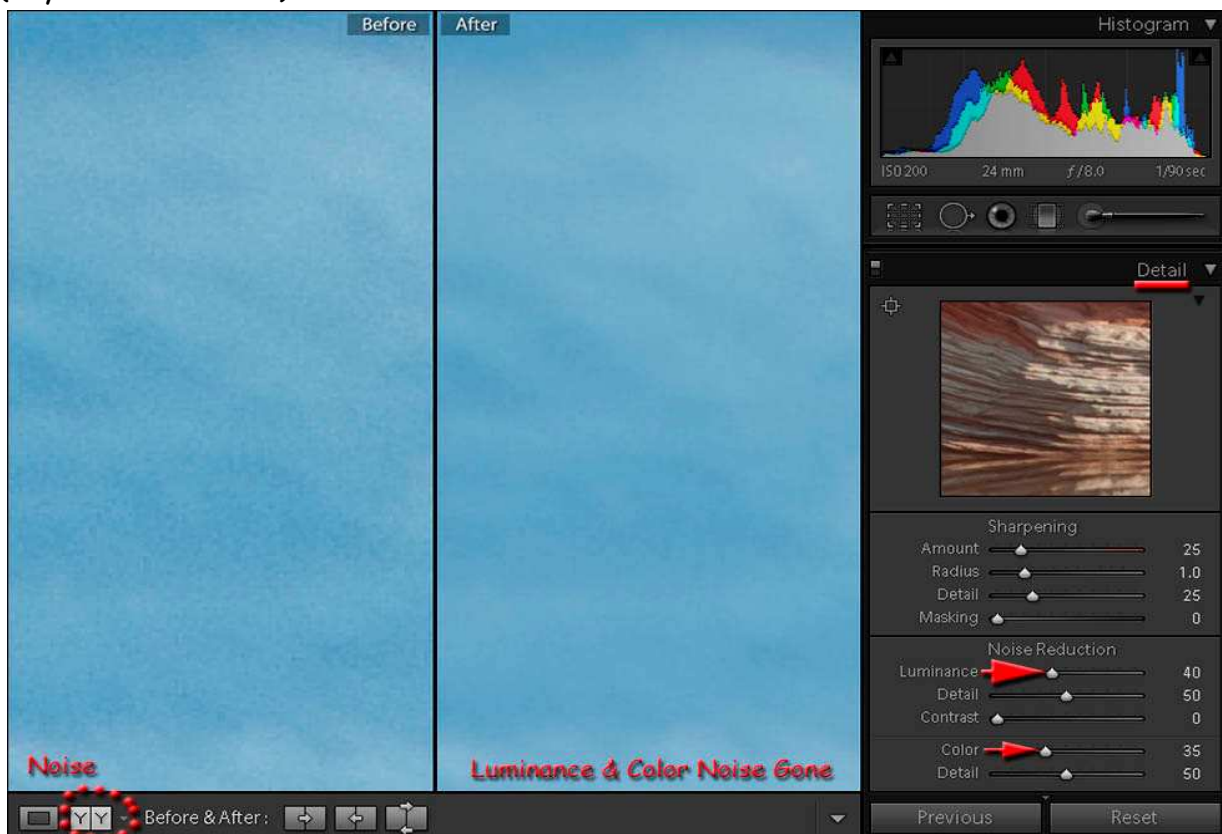 Before
After
Histogram
ISO 200 24 mm ƒ/8.0 1/90 sec
Detail
Sharpening
Amount 25
Radius 1.0
Detail 25
Masking 0
Noise Reduction
Luminance 40
Detail 50
Contrast 0
Color 35
Detail 50
Noise
Luminance & Color Noise Gone
Y Y
Before & After :
Previous
Reset